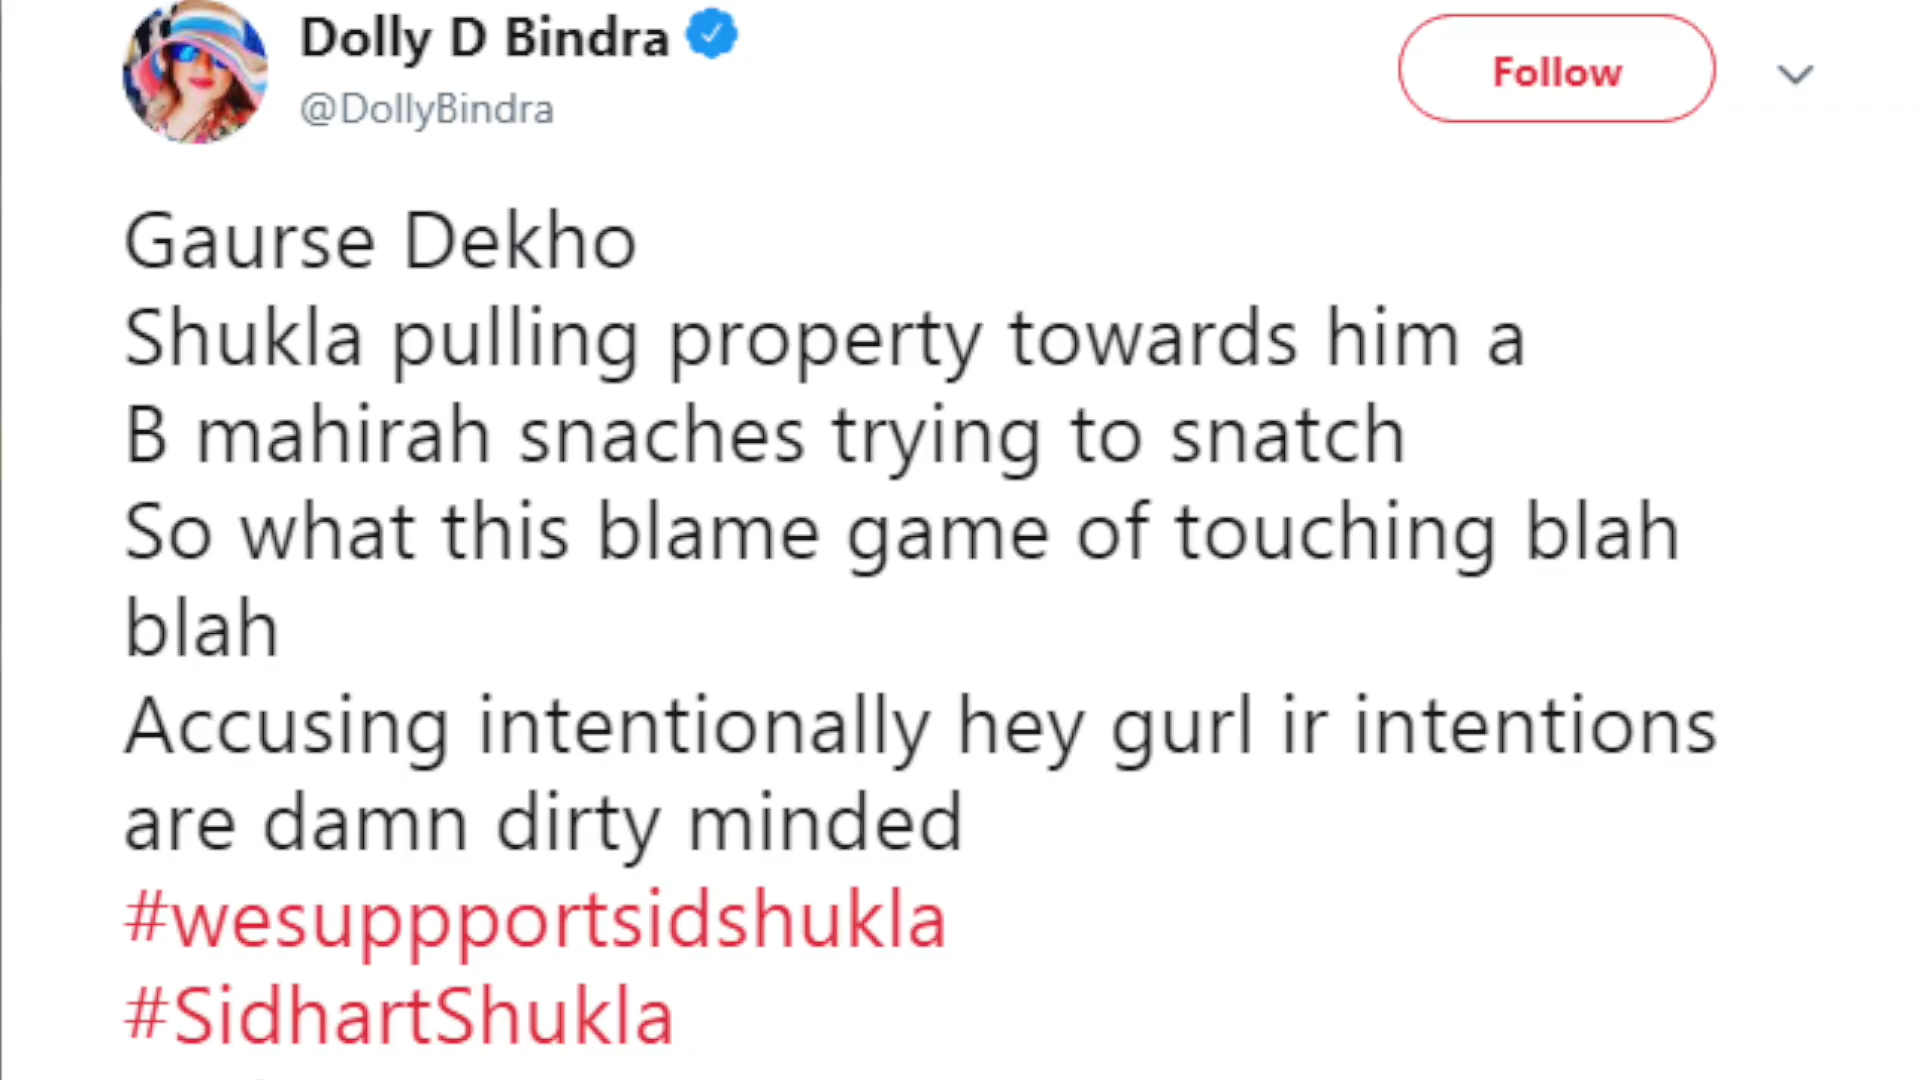 Dolly D Bindra
@DollyBindra
Follow
Gaurse Dekho
Shukla pulling property towards him a
B mahirah snaches trying to snatch
So what this blame game of touching blah
blah
Accusing intentionally hey gurl ir intentions
are damn dirty minded
#wesuppportsidshukla
#SidhartShukla